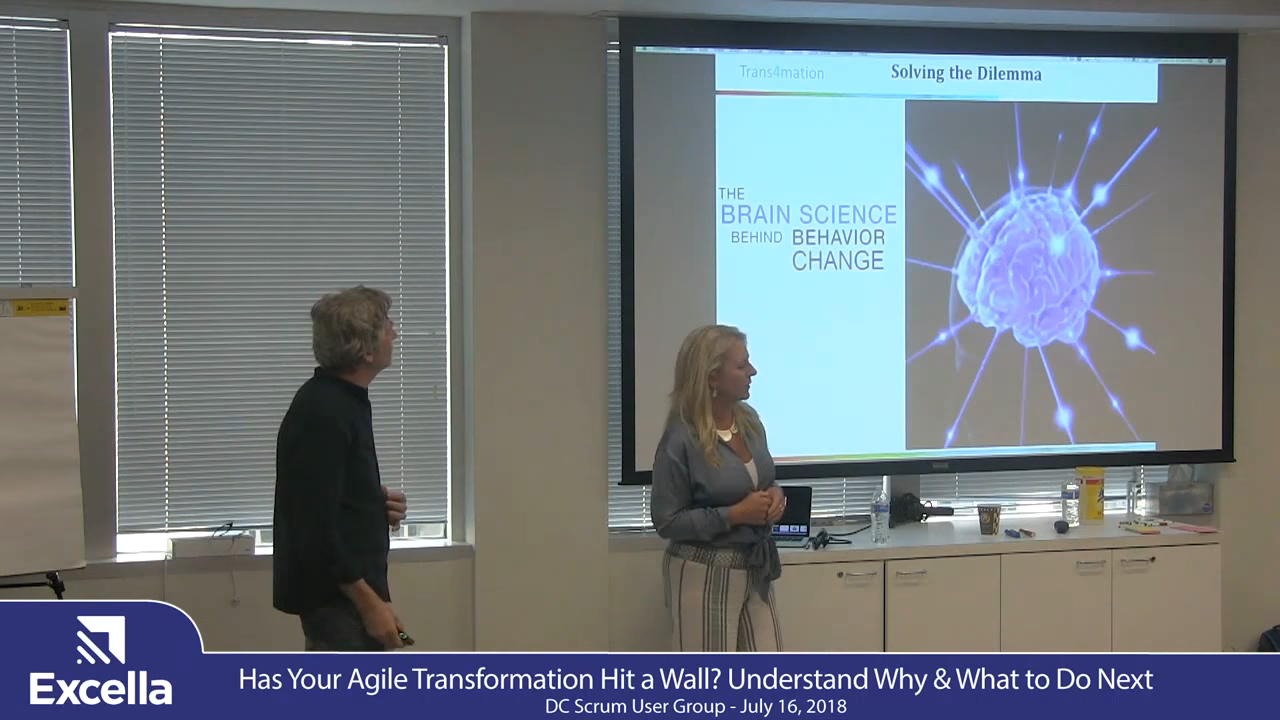 Trans4mation
Solving the Dilemma
THE
BRAIN SCIENCE
BEHIND BEHAVIOR
CHANGE
Excella
Has Your Agile Transformation Hit a Wall? Understand Why & What to Do Next
DC Scrum User Group - July 16, 2018